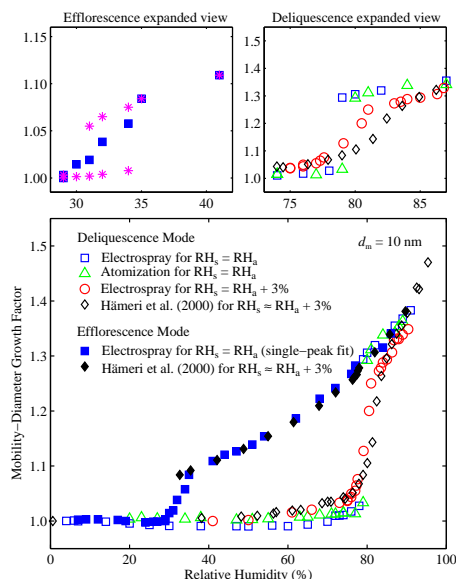 Efflorescence expanded view
Deliquescence expanded view
1.15
1.10
1.05
1.00
30
35
40
1.5
1.4
1.3
1.2
1.1
1.0
75
80
85
Deliquescence Mode
dm = 10 nm
Electrospray for RHs = RHa
Atomization for RHs = RHa
Electrospray for RHs = RHa + 3%
Hämeri et al. (2000) for RHs ≈ RHa + 3%
Efflorescence Mode
Electrospray for RHs = RHa (single−peak fit)
Hämeri et al. (2000) for RHs ≈ RHa + 3%
Mobility−Diameter Growth Factor
1.5
1.4
1.3
1.2
1.1
1.0
0
20
40
60
80
100
Relative Humidity (%)